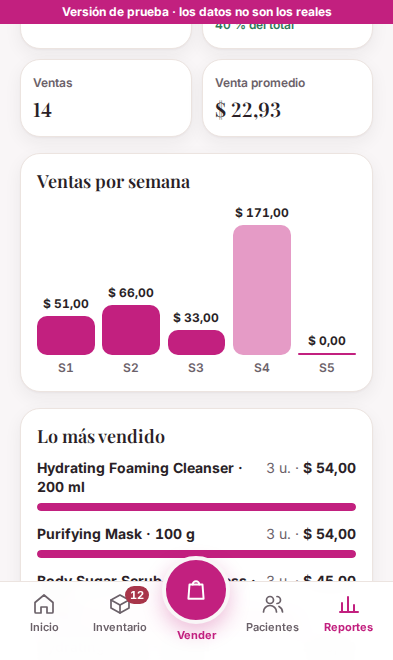 Versión de prueba · los datos no son los reales
40 % del total
Ventas
14
Venta promedio
$ 22,93
Ventas por semana
$ 51,00
$ 66,00
$ 33,00
$ 171,00
$ 0,00
S1
S2
S3
S4
S5
Lo más vendido
Hydrating Foaming Cleanser ·
200 ml
3 u. · $ 54,00
Purifying Mask · 100 g
3 u. · $ 54,00
Body Sugar Scrub
3 u. · $ 45,00
Inicio
12
Inventario
Vender
Pacientes
Reportes